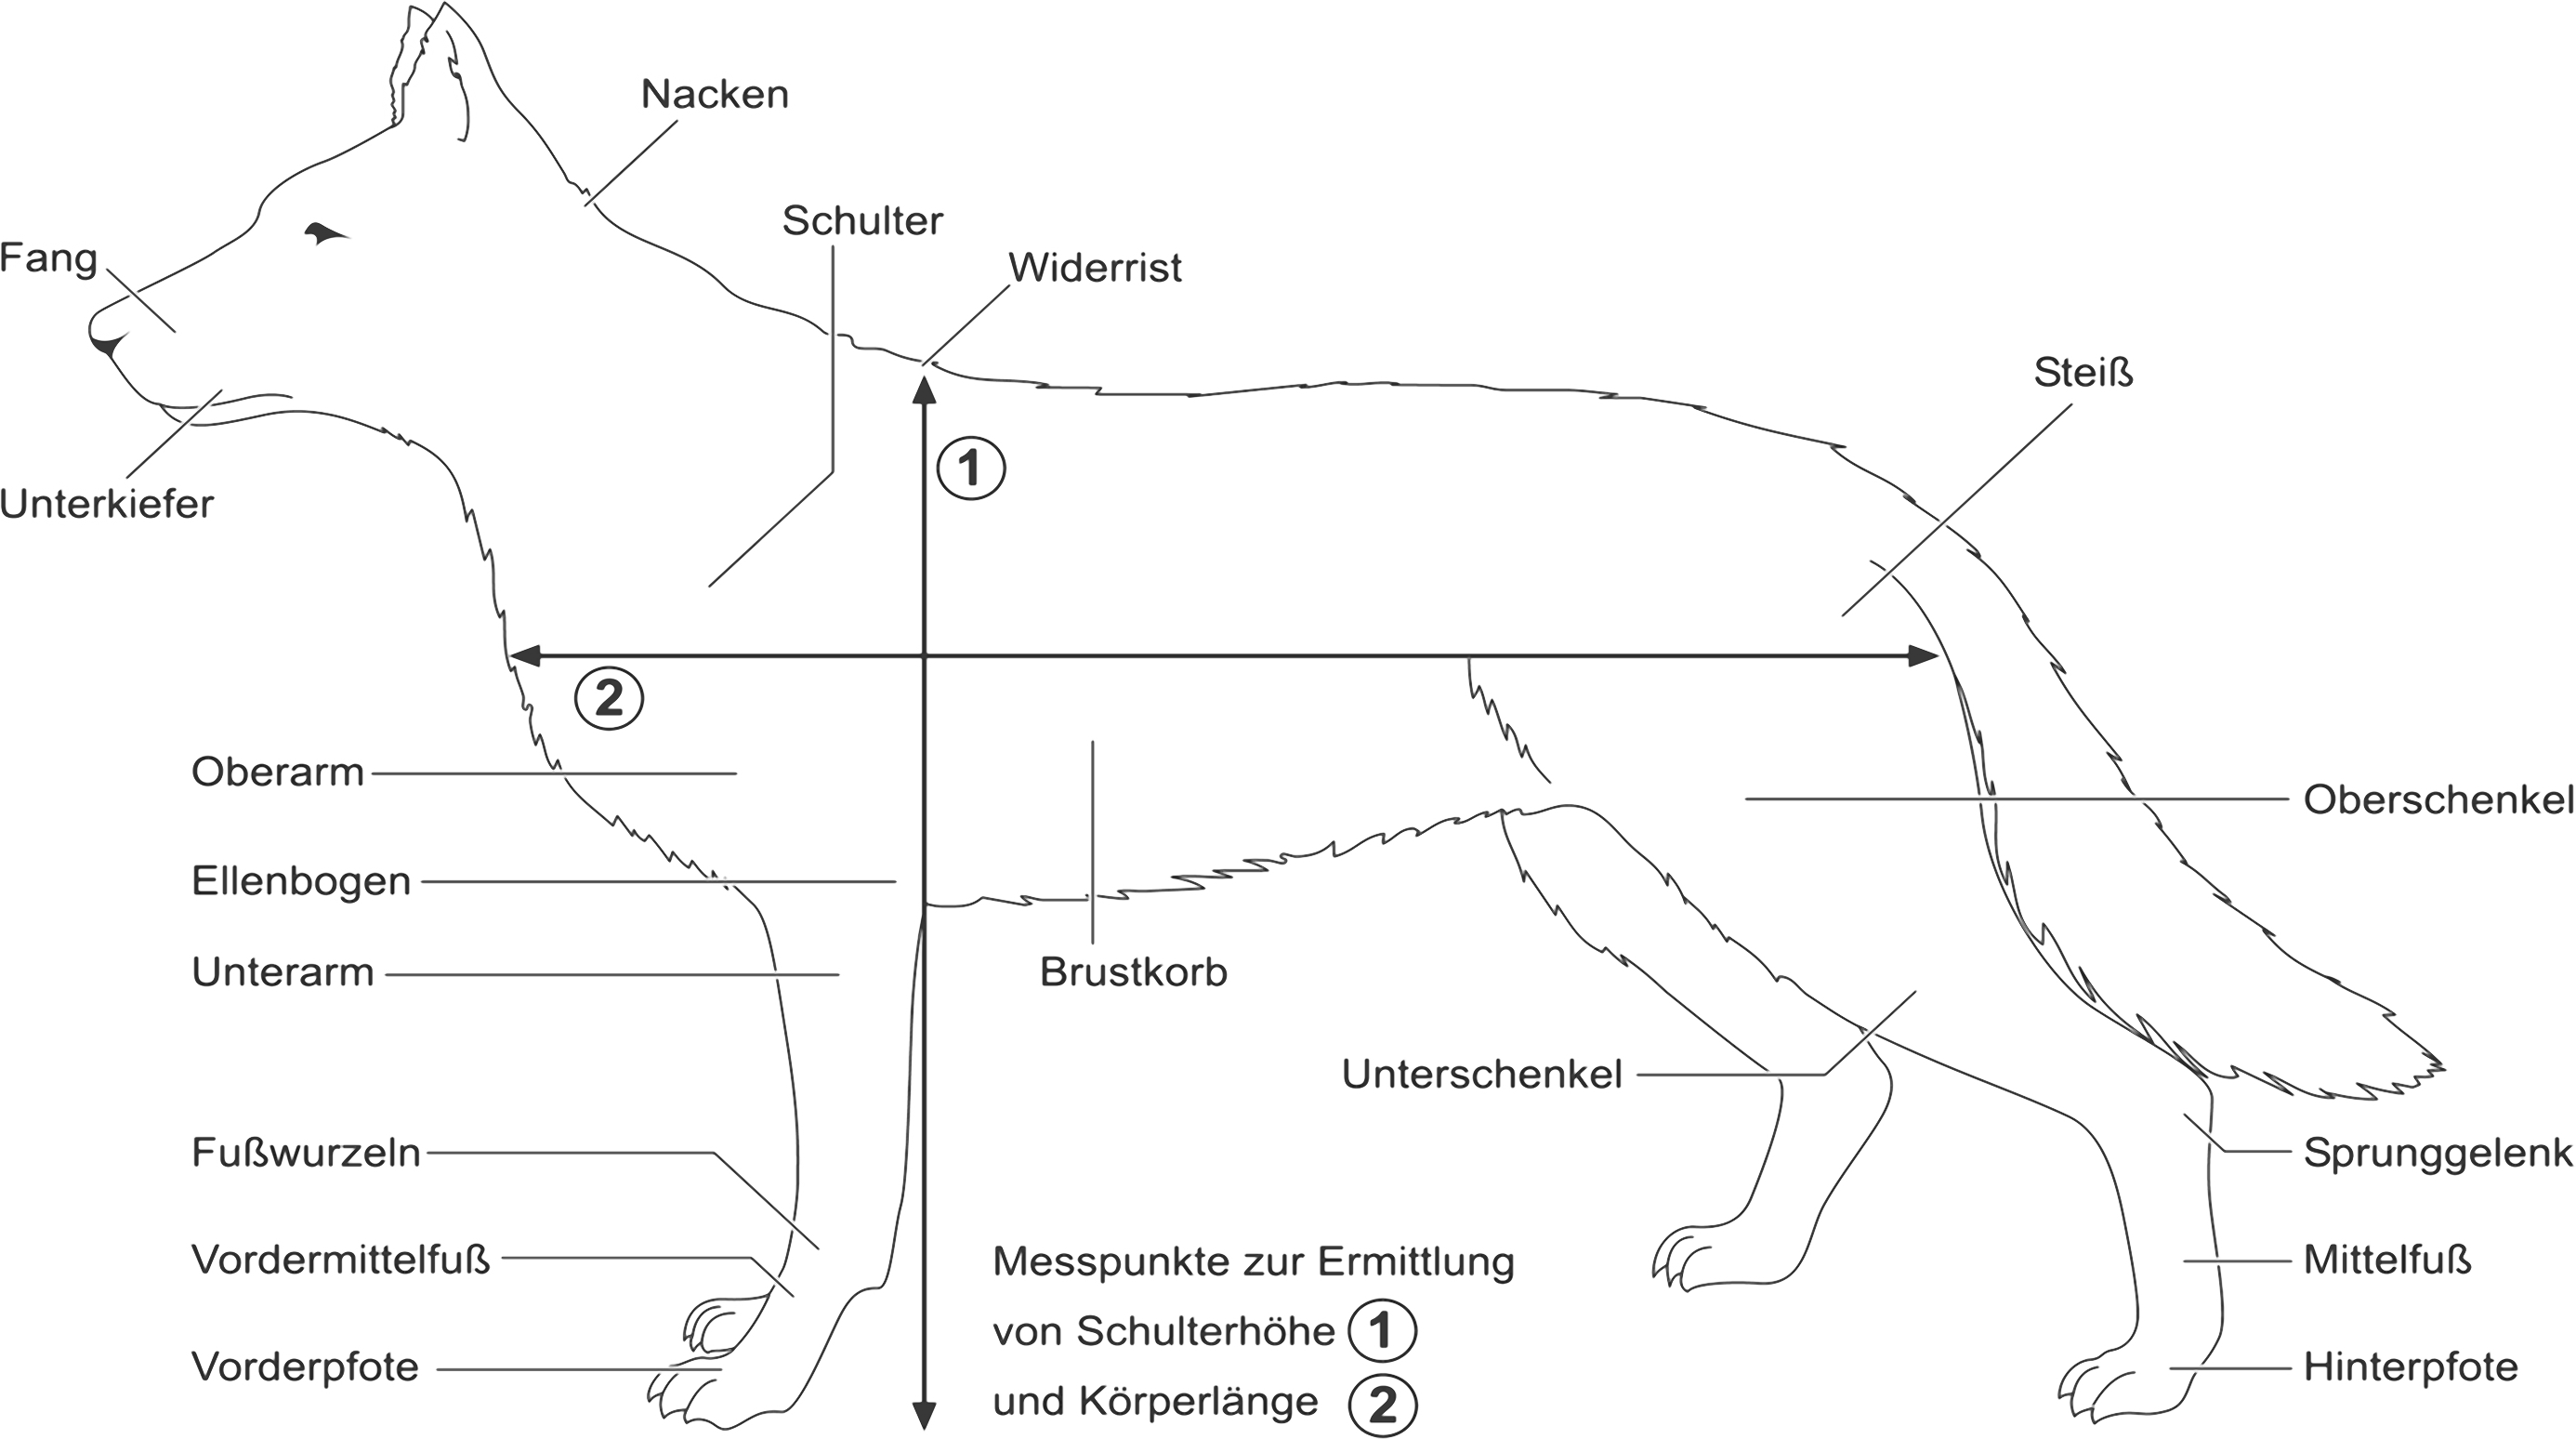 Nacken
Schulter
Widerrist
Fang
Steiß
1
Unterkiefer
2
Oberarm
Oberschenkel
Ellenbogen
Unterarm
Brustkorb
Unterschenkel
Fußwurzeln
Sprunggelenk
Vordermittelfuß
Mittelfuß
Vorderpfote
Hinterpfote
Messpunkte zur Ermittlung
von Schulterhöhe 1
und Körperlänge 2